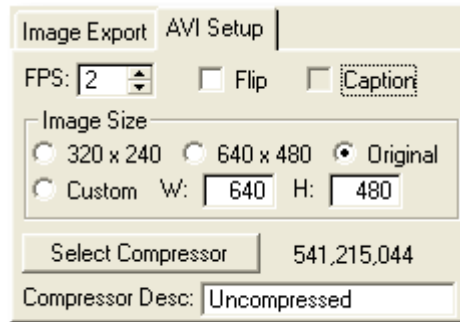 Image Export AVI Setup
FPS: 2 Flip Caption
Image Size
320 x 240 640 x 480 Original
Custom W: 640 H: 480
Select Compressor 541,215,044
Compressor Desc: Uncompressed